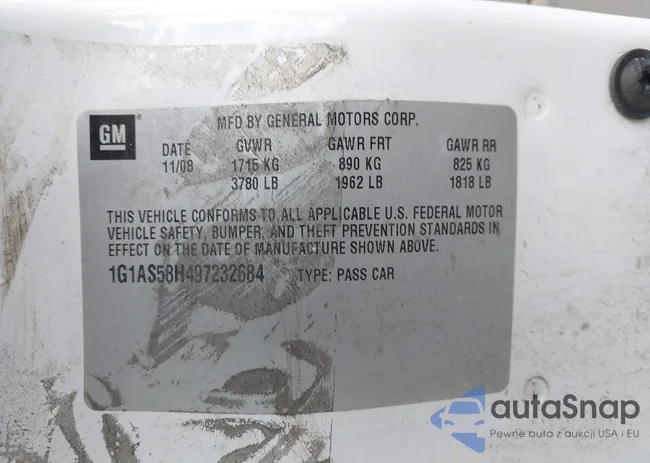 GM
MFD BY GENERAL MOTORS CORP.
DATE GVWR GAWR FRT GAWR RR
11/08 1715 KG 890 KG 825 KG
3780 LB 1962 LB 1818 LB
THIS VEHICLE CONFORMS TO ALL APPLICABLE U.S. FEDERAL MOTOR
VEHICLE SAFETY, BUMPER, AND THEFT PREVENTION STANDARDS IN
EFFECT ON THE DATE OF MANUFACTURE SHOWN ABOVE.
1G1AS58H497232684 TYPE: PASS CAR
autaSnap
Pewne auta z aukcji USA i EU